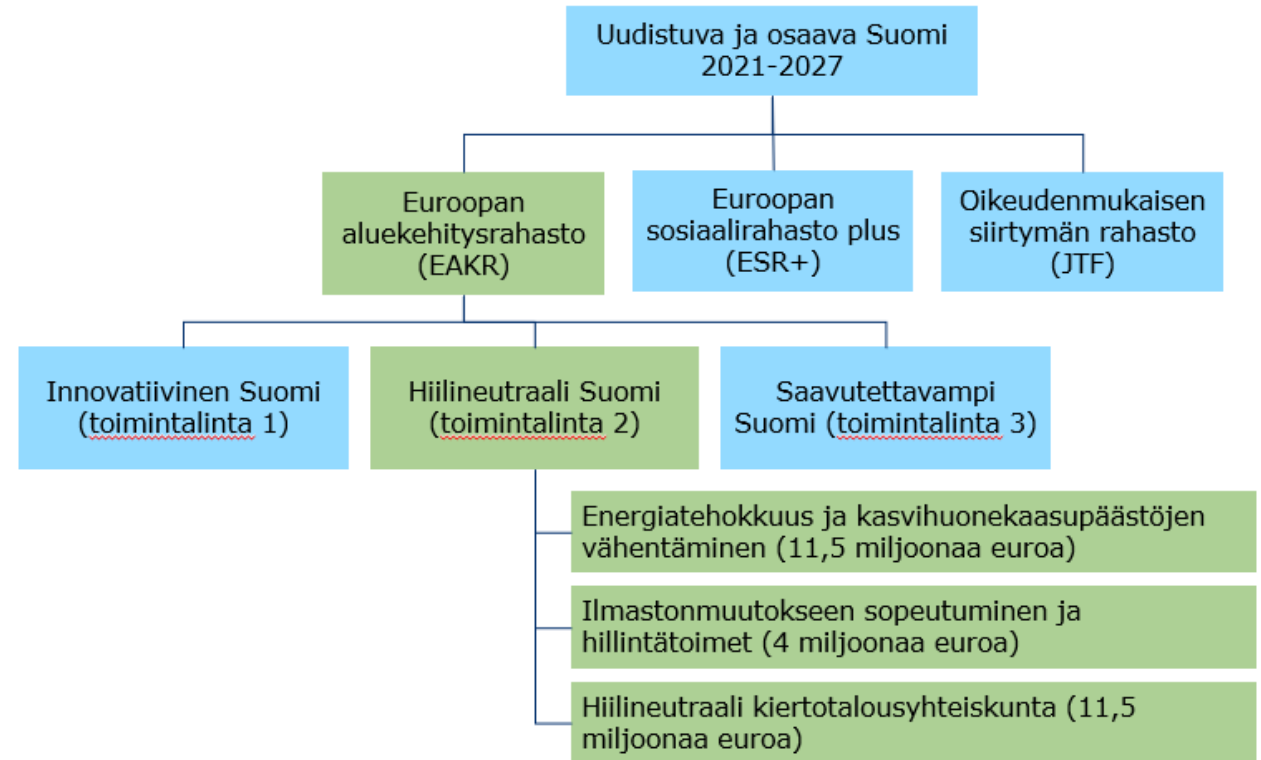 Uudistuva ja osaava Suomi
2021-2027
Euroopan
aluekehitysrahasto
(EAKR)
Euroopan
sosiaalirahasto plus
(ESR+)
Oikeudenmukaisen
siirtymän rahasto
(JTF)
Innovatiivinen Suomi
(toimintalinta 1)
Hiilineutraali Suomi
(toimintalinta 2)
Saavutettavampi
Suomi (toimintalinta 3)
Energiatehokkuus ja kasvihuonekaasupäästöjen
vähentäminen (11,5 miljoonaa euroa)
Ilmastonmuutokseen sopeutuminen ja
hillintätoimet (4 miljoonaa euroa)
Hiilineutraali kiertotalousyhteiskunta (11,5
miljoonaa euroa)